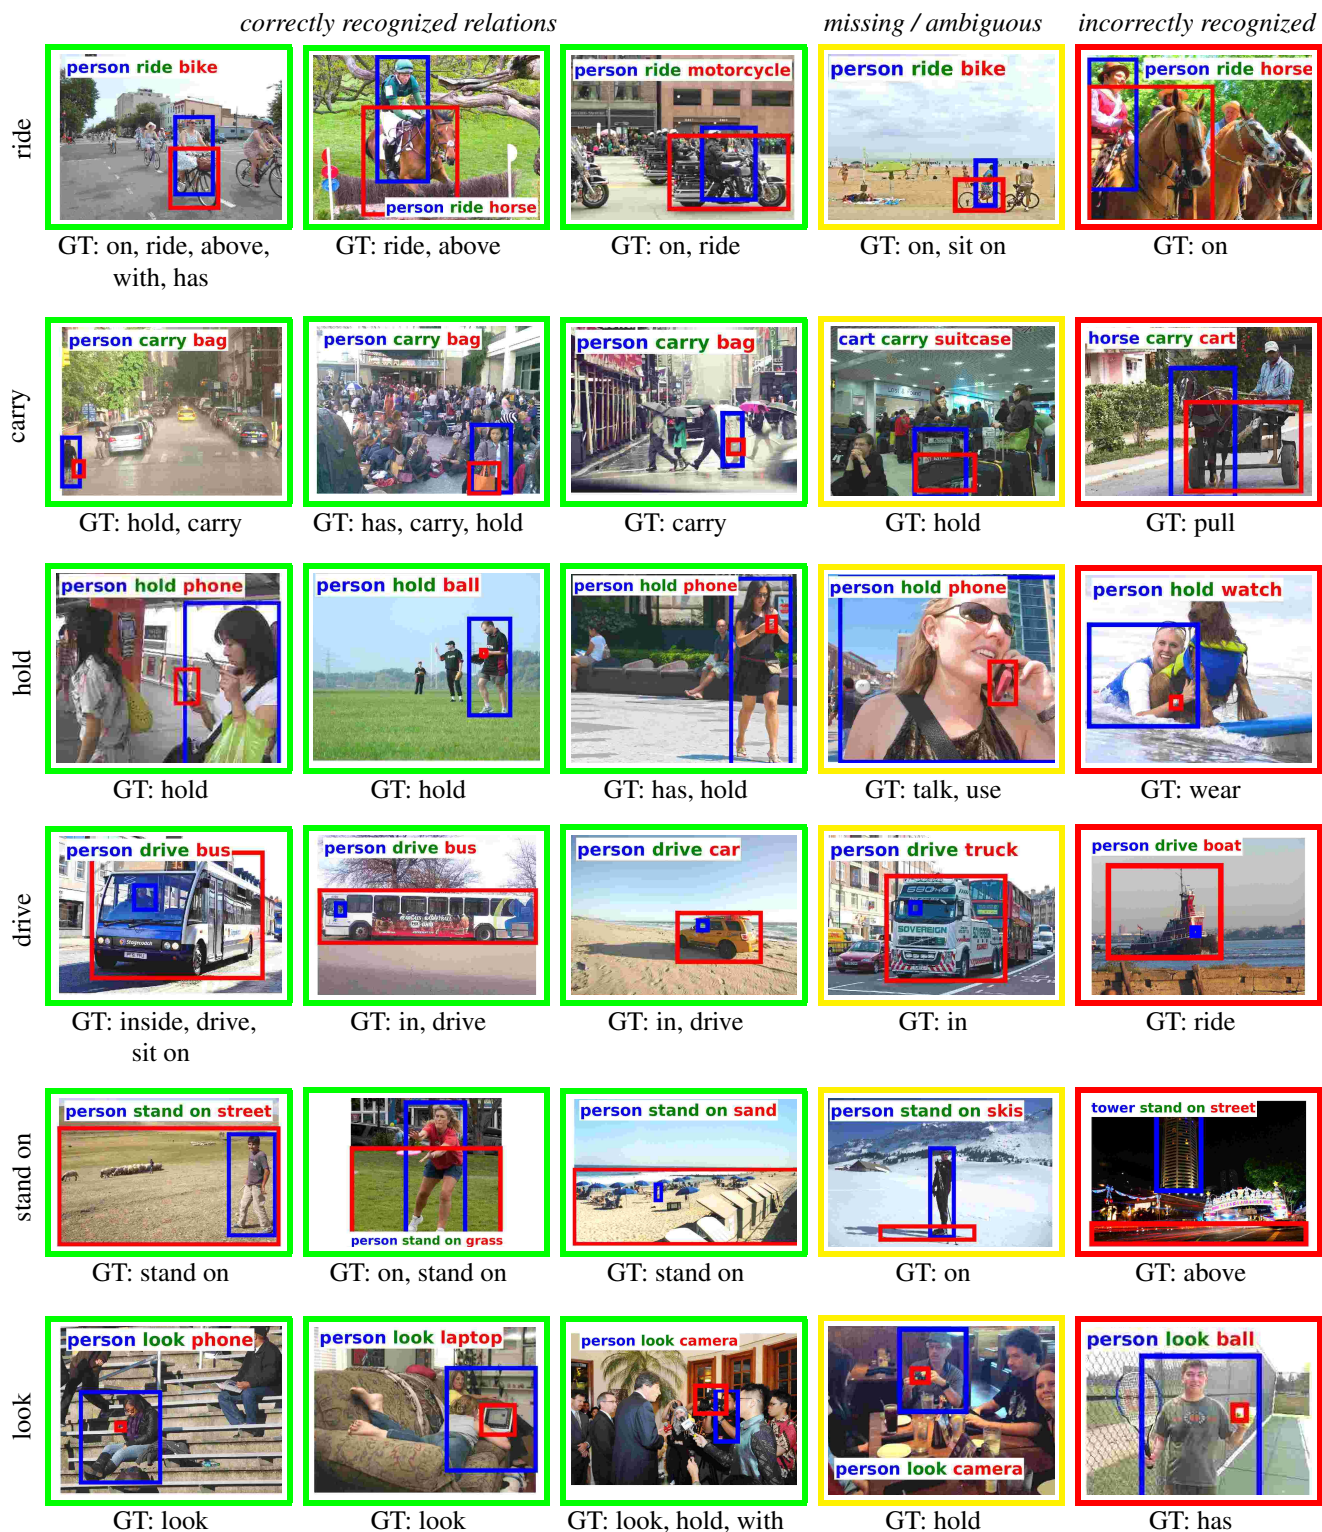 correctly recognized relations missing / ambiguous incorrectly recognized
ride
person ride bike
person ride horse
person ride motorcycle
person ride bike
person ride horse
GT: on, ride, above,
with, has
GT: ride, above
GT: on, ride
GT: on, sit on
GT: on
carry
person carry bag
person carry bag
person carry bag
cart carry suitcase
horse carry cart
GT: hold, carry
GT: has, carry, hold
GT: carry
GT: hold
GT: pull
hold
person hold phone
person hold ball
person hold phone
person hold phone
person hold watch
GT: hold
GT: hold
GT: has, hold
GT: talk, use
GT: wear
drive
person drive bus
person drive bus
person drive car
person drive truck
person drive boat
Stagecoach
SOVEREIGN
SOVEREIGN
GT: inside, drive,
sit on
GT: in, drive
GT: in, drive
GT: in
GT: ride
stand on
person stand on street
person stand on grass
person stand on sand
person stand on skis
tower stand on street
GT: stand on
GT: on, stand on
GT: stand on
GT: on
GT: above
look
person look phone
person look laptop
person look camera
person look camera
person look ball
GT: look
GT: look
GT: look, hold, with
GT: hold
GT: has